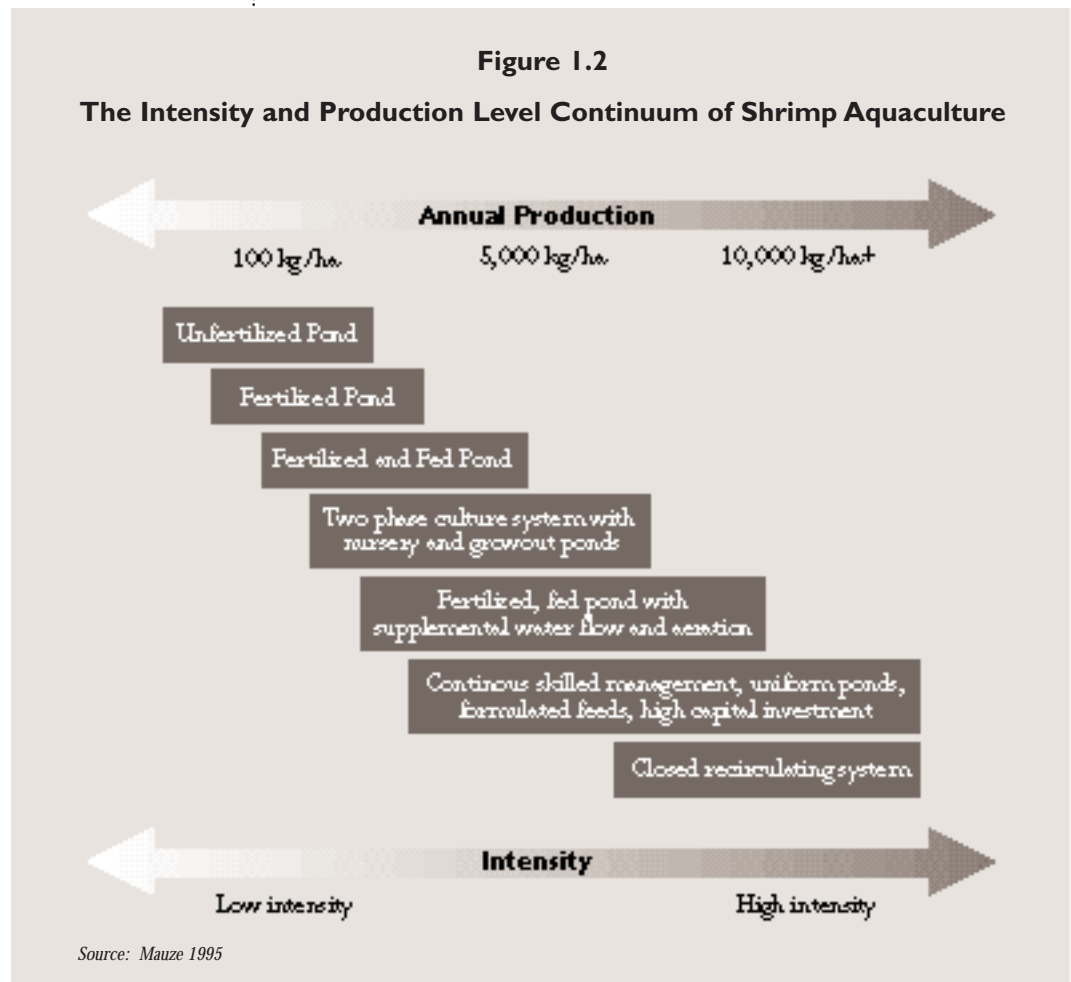 Figure 1.2
The Intensity and Production Level Continuum of Shrimp Aquaculture
Annual Production
100 kg/ha
5,000 kg/ha
10,000 kg/ha+
Unfertilized Pond
Fertilized Pond
Fertilized and Fed Pond
Two phase culture system with
nursery and growout ponds
Fertilized, fed pond with
supplemental water flow and aeration
Continous skilled management, uniform ponds,
formulated feeds, high capital investment
Closed recirculating system
Intensity
Low intensity
High intensity
Source: Mauze 1995